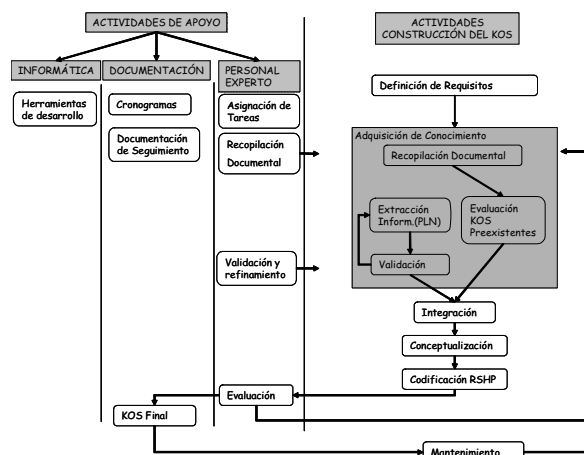 ACTIVIDADES DE APOYO
INFORMÁTICA
DOCUMENTACIÓN
PERSONAL
EXPERTO
Herramientas
de desarrollo
Cronogramas
Documentación
de Seguimiento
Asignación de
Tareas
Recopilación
Documental
Validación y
refinamiento
Evaluación
KOS Final
ACTIVIDADES
CONSTRUCCIÓN DEL KOS
Definición de Requisitos
Adquisición de Conocimiento
Recopilación Documental
Extracción
Inform.(PLN)
Evaluación
KOS
Preexistentes
Validación
Integración
Conceptualización
Codificación RSHP
Mantenimiento